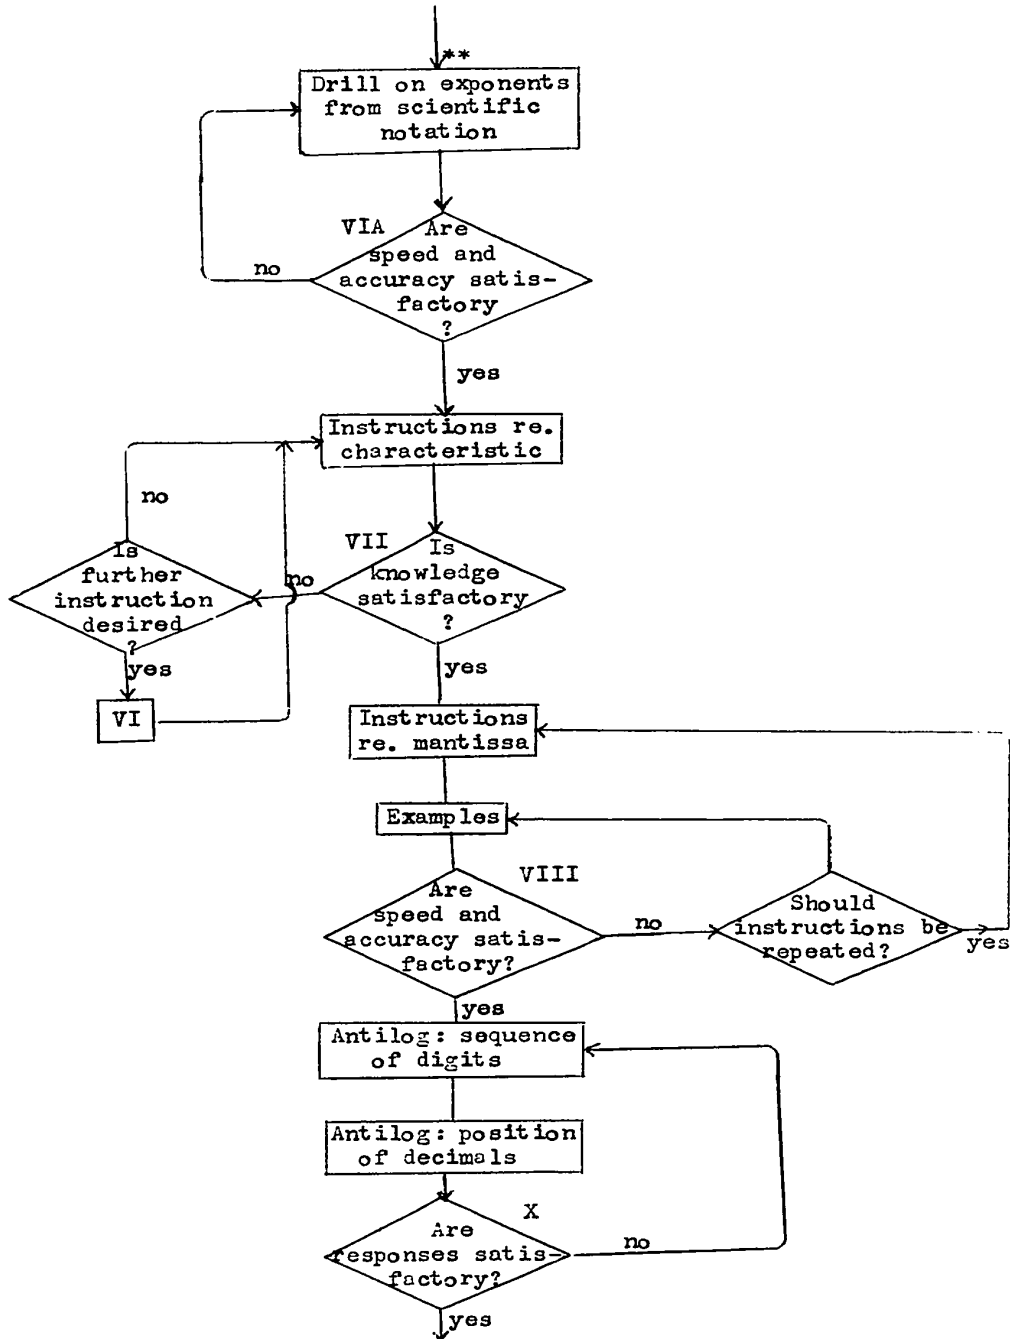 **
Drill on exponents
from scientific
notation
VIA
Are
speed and
accuracy satis-
factory
?
no
yes
Instructions re.
characteristic
no
VII
Is
knowledge
satisfactory
?
no
Is
further
instruction
desired
?
yes
VI
yes
Instructions
re. mantissa
Examples
VIII
Are
speed and
accuracy satis-
factory?
no
Should
instructions be
repeated?
yes
yes
Antilog: sequence
of digits
Antilog: position
of decimals
X
Are
responses satis-
factory?
no
yes